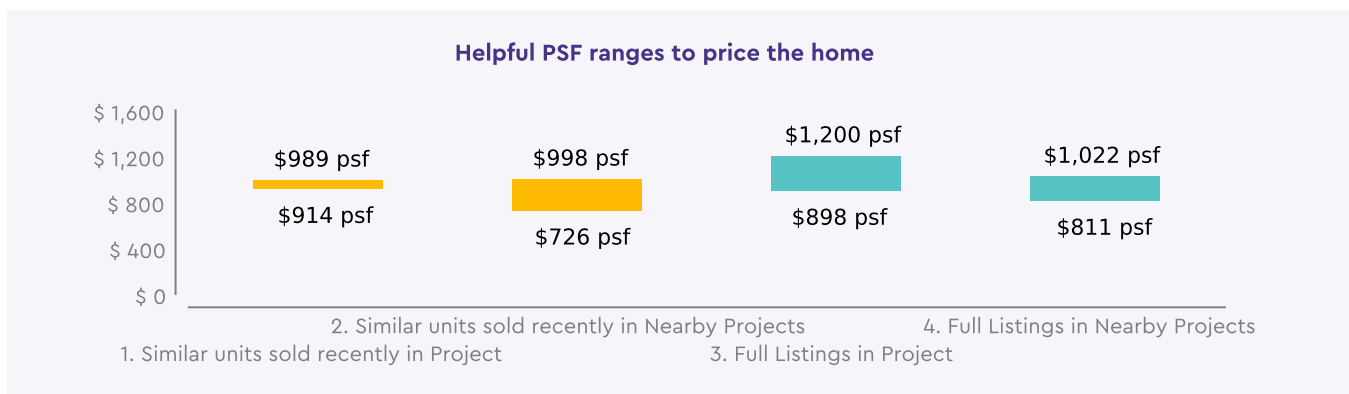 Helpful PSF ranges to price the home
$ 1,600
$ 1,200
$ 800
$ 400
$ 0
$989 psf
$914 psf
$998 psf
$726 psf
$1,200 psf
$898 psf
$1,022 psf
$811 psf
1. Similar units sold recently in Project
2. Similar units sold recently in Nearby Projects
3. Full Listings in Project
4. Full Listings in Nearby Projects